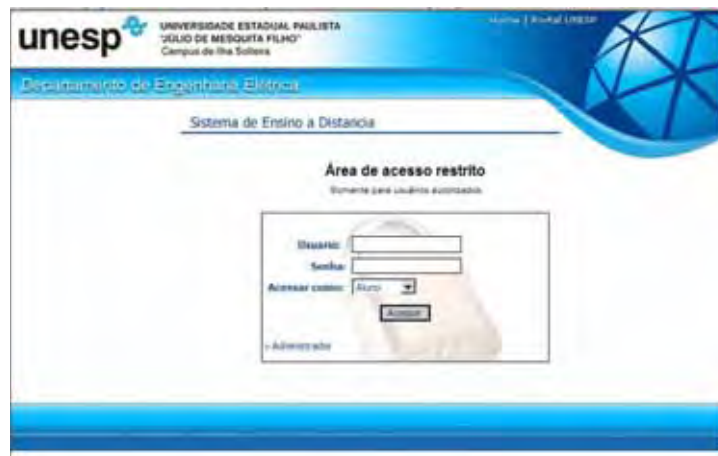 unesp
UNIVERSIDADE ESTADUAL PAULISTA
"JÚLIO DE MESQUITA FILHO"
Campus de Ilha Solteira
Home | Portal UNESP
Departamento de Engenharia Elétrica
Sistema de Ensino a Distancia
Área de acesso restrito
Somente para usuários autorizados
Usuario:
Senha:
Acessar como: Aluno
Acessar
» Administrador